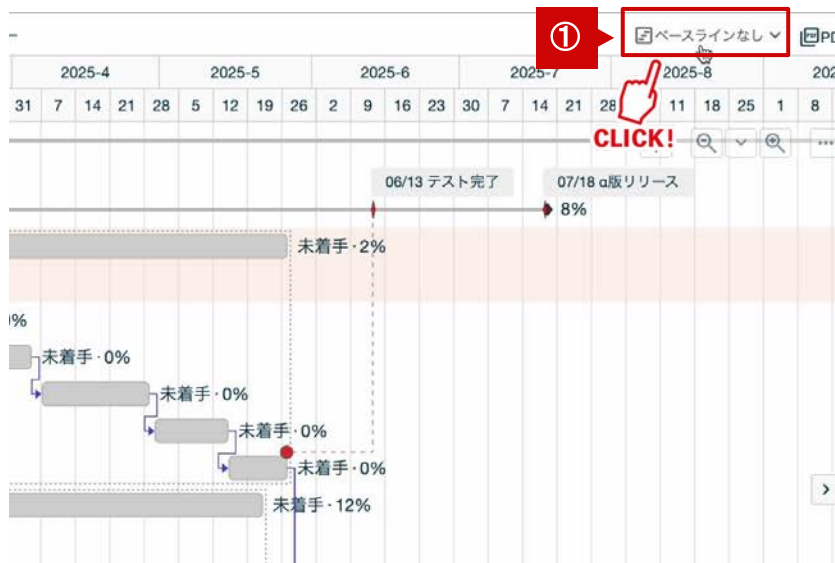 ① ベースラインなし PD
2025-4 2025-5 2025-6 2025-7 2025-8 202
31 7 14 21 28 5 12 19 26 2 9 16 23 30 7 14 21 28 11 18 25 1 8
CLICK!
06/13 テスト完了 07/18 α版リリース
8%
未着手・2%
%
未着手・0%
未着手・0%
未着手・0%
未着手・0%
未着手・12%